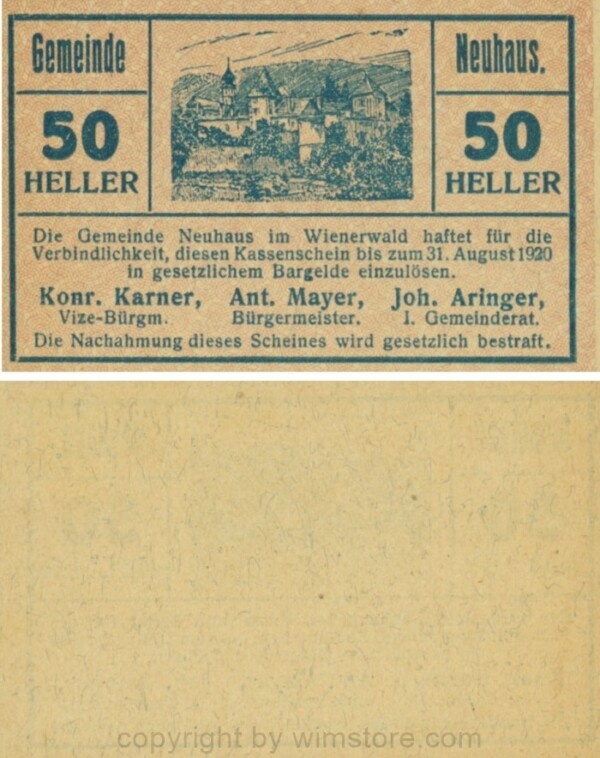 Gemeinde
Neuhaus.
50
HELLER
50
HELLER
Die Gemeinde Neuhaus im Wienerwald haftet für die
Verbindlichkeit, diesen Kassenschein bis zum 31. August 1920
in gesetzlichem Bargelde einzulösen.
Konr. Karner, Ant. Mayer, Joh. Aringer,
Vize-Bürgm. Bürgermeister. I. Gemeinderat.
Die Nachahmung dieses Scheines wird gesetzlich bestraft.
copyright by wimstore.com